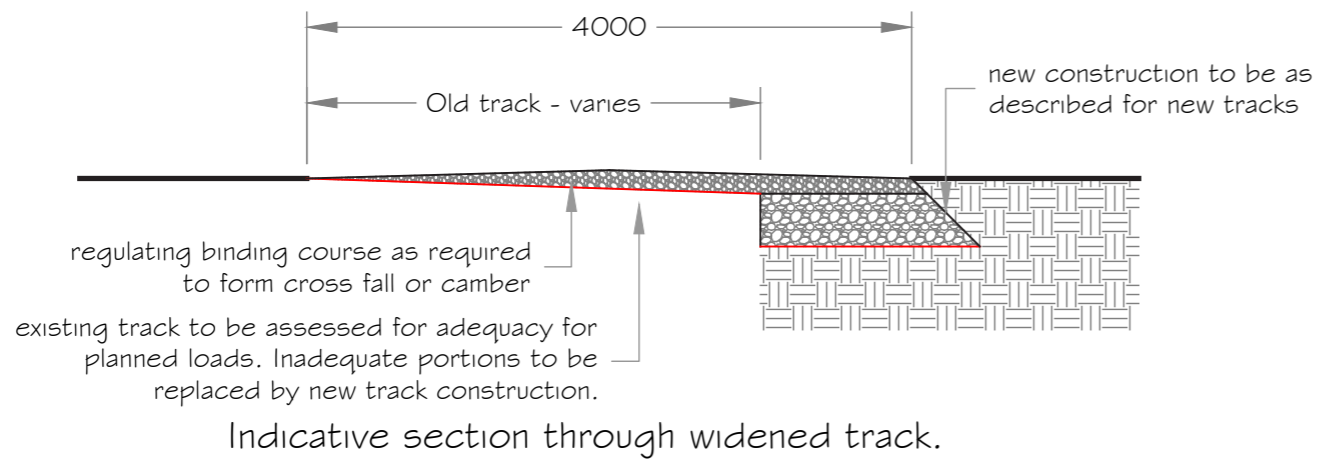 4000
Old track - varies
new construction to be as
described for new tracks
regulating binding course as required
to form cross fall or camber
existing track to be assessed for adequacy for
planned loads. Inadequate portions to be
replaced by new track construction.
Indicative section through widened track.